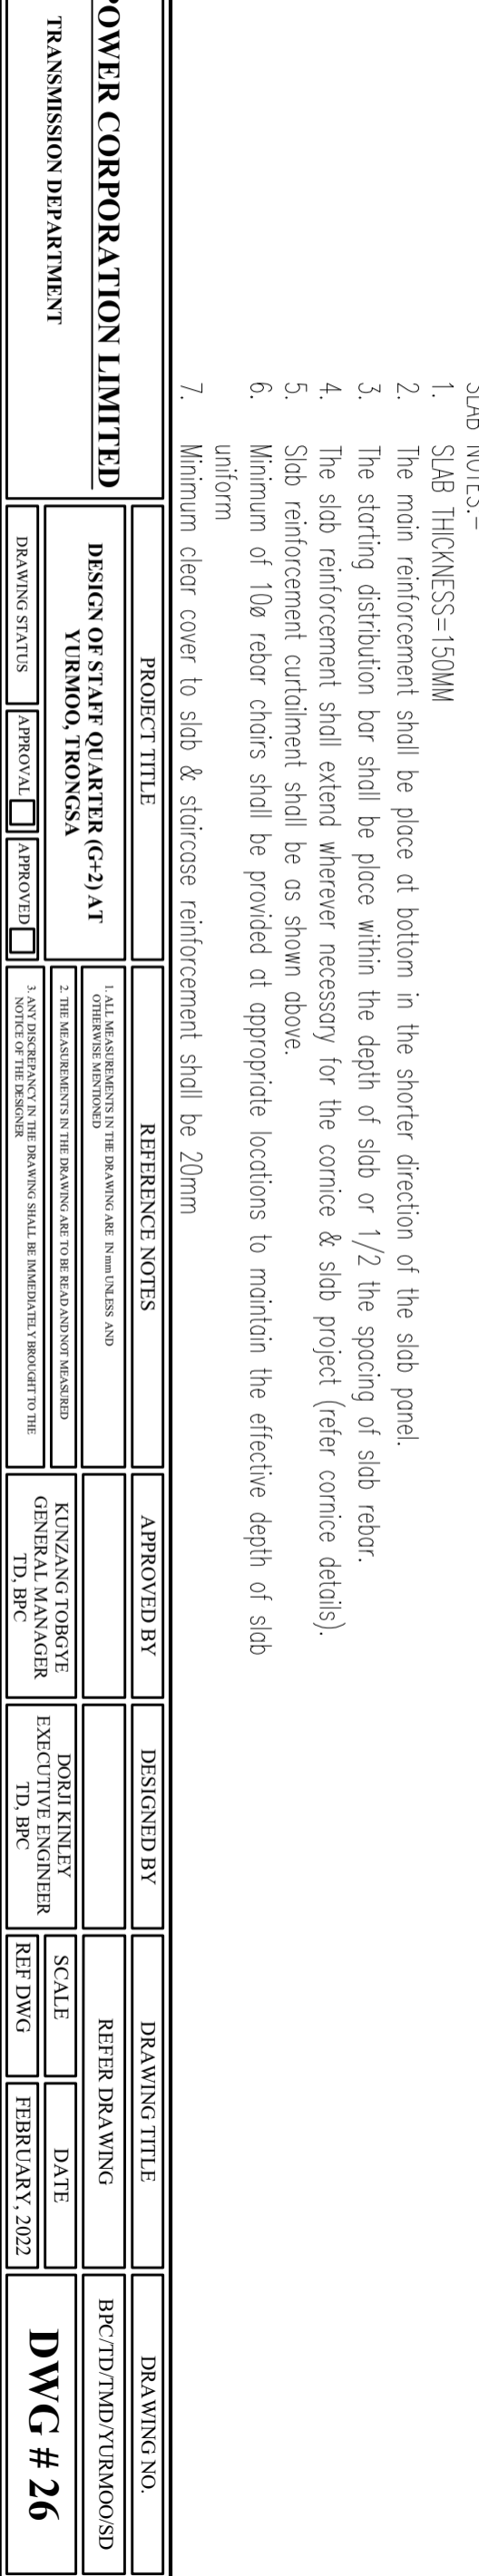 SLAB NOTES:-
1. SLAB THICKNESS=150MM
2. The main reinforcement shall be place at bottom in the shorter direction of the slab panel.
3. The starting distribution bar shall be place within the depth of slab or 1/2 the spacing of slab rebar.
4. The slab reinforcement shall extend wherever necessary for the cornice & slab project (refer cornice details).
5. Slab reinforcement curtailment shall be as shown above.
6. Minimum of 10ø rebar chairs shall be provided at appropriate locations to maintain the effective depth of slab
uniform
7. Minimum clear cover to slab & staircase reinforcement shall be 20mm
POWER CORPORATION LIMITED
TRANSMISSION DEPARTMENT
PROJECT TITLE
DESIGN OF STAFF QUARTER (G+2) AT
YURMOO, TRONGSA
DRAWING STATUS
APPROVAL
APPROVED
REFERENCE NOTES
1. ALL MEASUREMENTS IN THE DRAWING ARE IN mm UNLESS AND
OTHERWISE MENTIONED
2. THE MEASUREMENTS IN THE DRAWING ARE TO BE READ AND NOT MEASURED
3. ANY DISCREPANCY IN THE DRAWING SHALL BE IMMEDIATELY BROUGHT TO THE
NOTICE OF THE DESIGNER
APPROVED BY
KUNZANG TOBGYE
GENERAL MANAGER
TD, BPC
DESIGNED BY
DORJI KINLEY
EXECUTIVE ENGINEER
TD, BPC
DRAWING TITLE
REFER DRAWING
SCALE
DATE
REF DWG
FEBRUARY, 2022
DRAWING NO.
BPC/TD/TMD/YURMOO/SD
DWG # 26